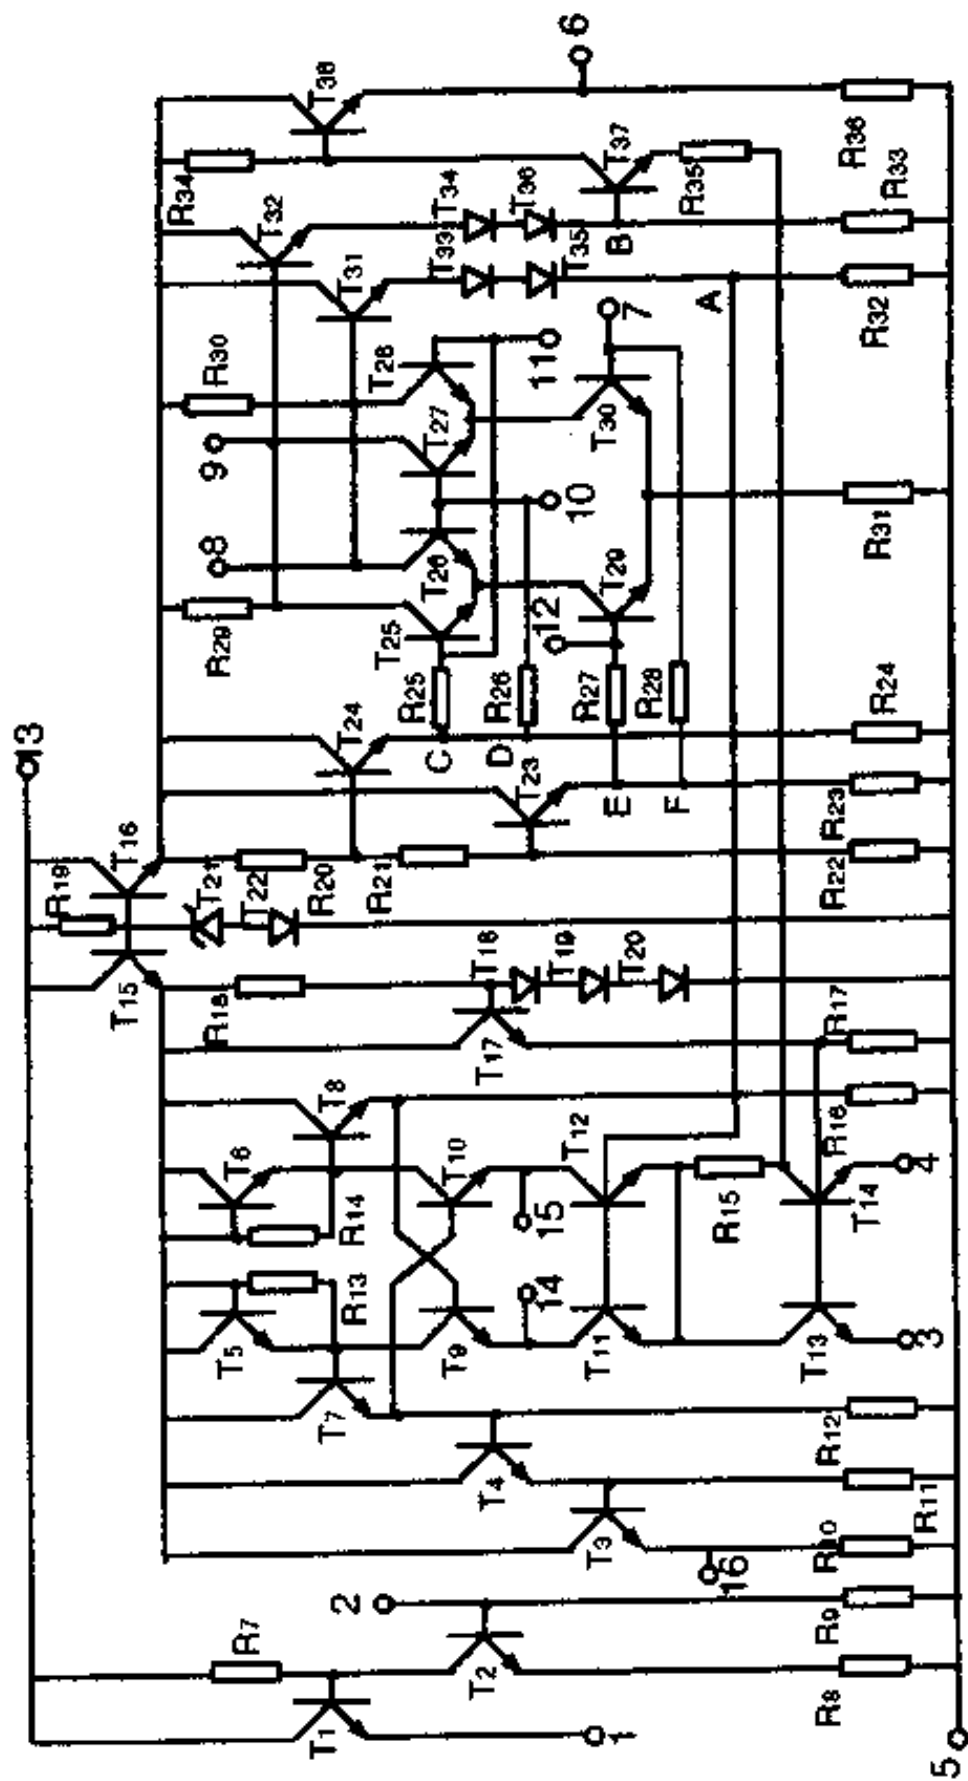 13
R19
T15
T16
R34
R29
8
9
R30
T32
T38
6
R7
T6
T8
R18
T21
T22
R20
R21
T24
T25
T26
T27
T28
T31
T33
T34
T35
T36
T37
R35
B
A
T1
2
T5
R13
R14
T7
T9
T10
T17
T18
T19
T20
T23
C
D
R25
R26
R27
R28
E
F
12
10
11
7
T29
T30
T2
T4
T3
14
15
T11
T12
R15
1
16
T13
T14
3
4
5
R8
R9
R10
R11
R12
R16
R17
R22
R23
R24
R31
R32
R33
R36